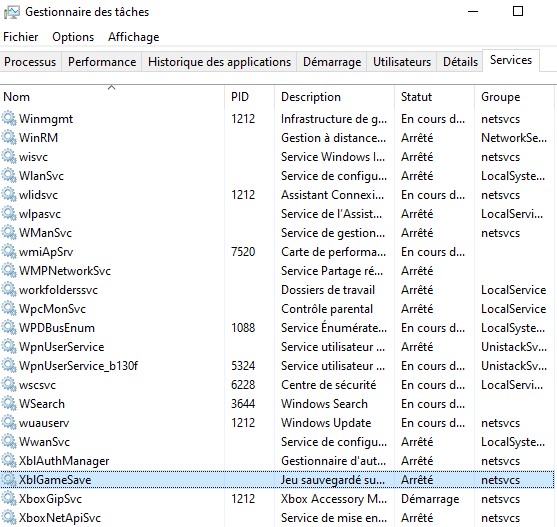 Gestionnaire des tâches
Fichier Options Affichage
Processus Performance Historique des applications Démarrage Utilisateurs Détails Services
Nom PID Description Statut Groupe
Winmgmt 1212 Infrastructure de g... En cours d... netsvcs
WinRM Gestion à distance... Arrêté NetworkSe...
wisvc Service Windows I... Arrêté netsvcs
WlanSvc Service de configu... Arrêté LocalSyste...
wlidsvc 1212 Assistant Connexi... En cours d... netsvcs
wlpasvc Service de l'Assist... Arrêté LocalServi...
WManSvc Service de gestion... Arrêté netsvcs
wmiApSrv 7520 Carte de performa... En cours d...
WMPNetworkSvc Service Partage ré... Arrêté
workfolderssvc Dossiers de travail Arrêté LocalService
WpcMonSvc Contrôle parental Arrêté LocalService
WPDBusEnum 1088 Service Énumérate... En cours d... LocalSyste...
WpnUserService Service utilisateur ... Arrêté UnistackSv...
WpnUserService_b130f 5324 Service utilisateur ... En cours d... UnistackSv...
wscsvc 6228 Centre de sécurité En cours d... LocalServi...
WSearch 3644 Windows Search En cours d...
wuauserv 1212 Windows Update En cours d... netsvcs
WwanSvc Service de configu... Arrêté LocalSyste...
XblAuthManager Gestionnaire d'aut... Arrêté netsvcs
XblGameSave Jeu sauvegardé su... Arrêté netsvcs
XboxGipSvc 1212 Xbox Accessory M... Démarrage netsvcs
XboxNetApiSvc Service de mise en... Arrêté netsvcs